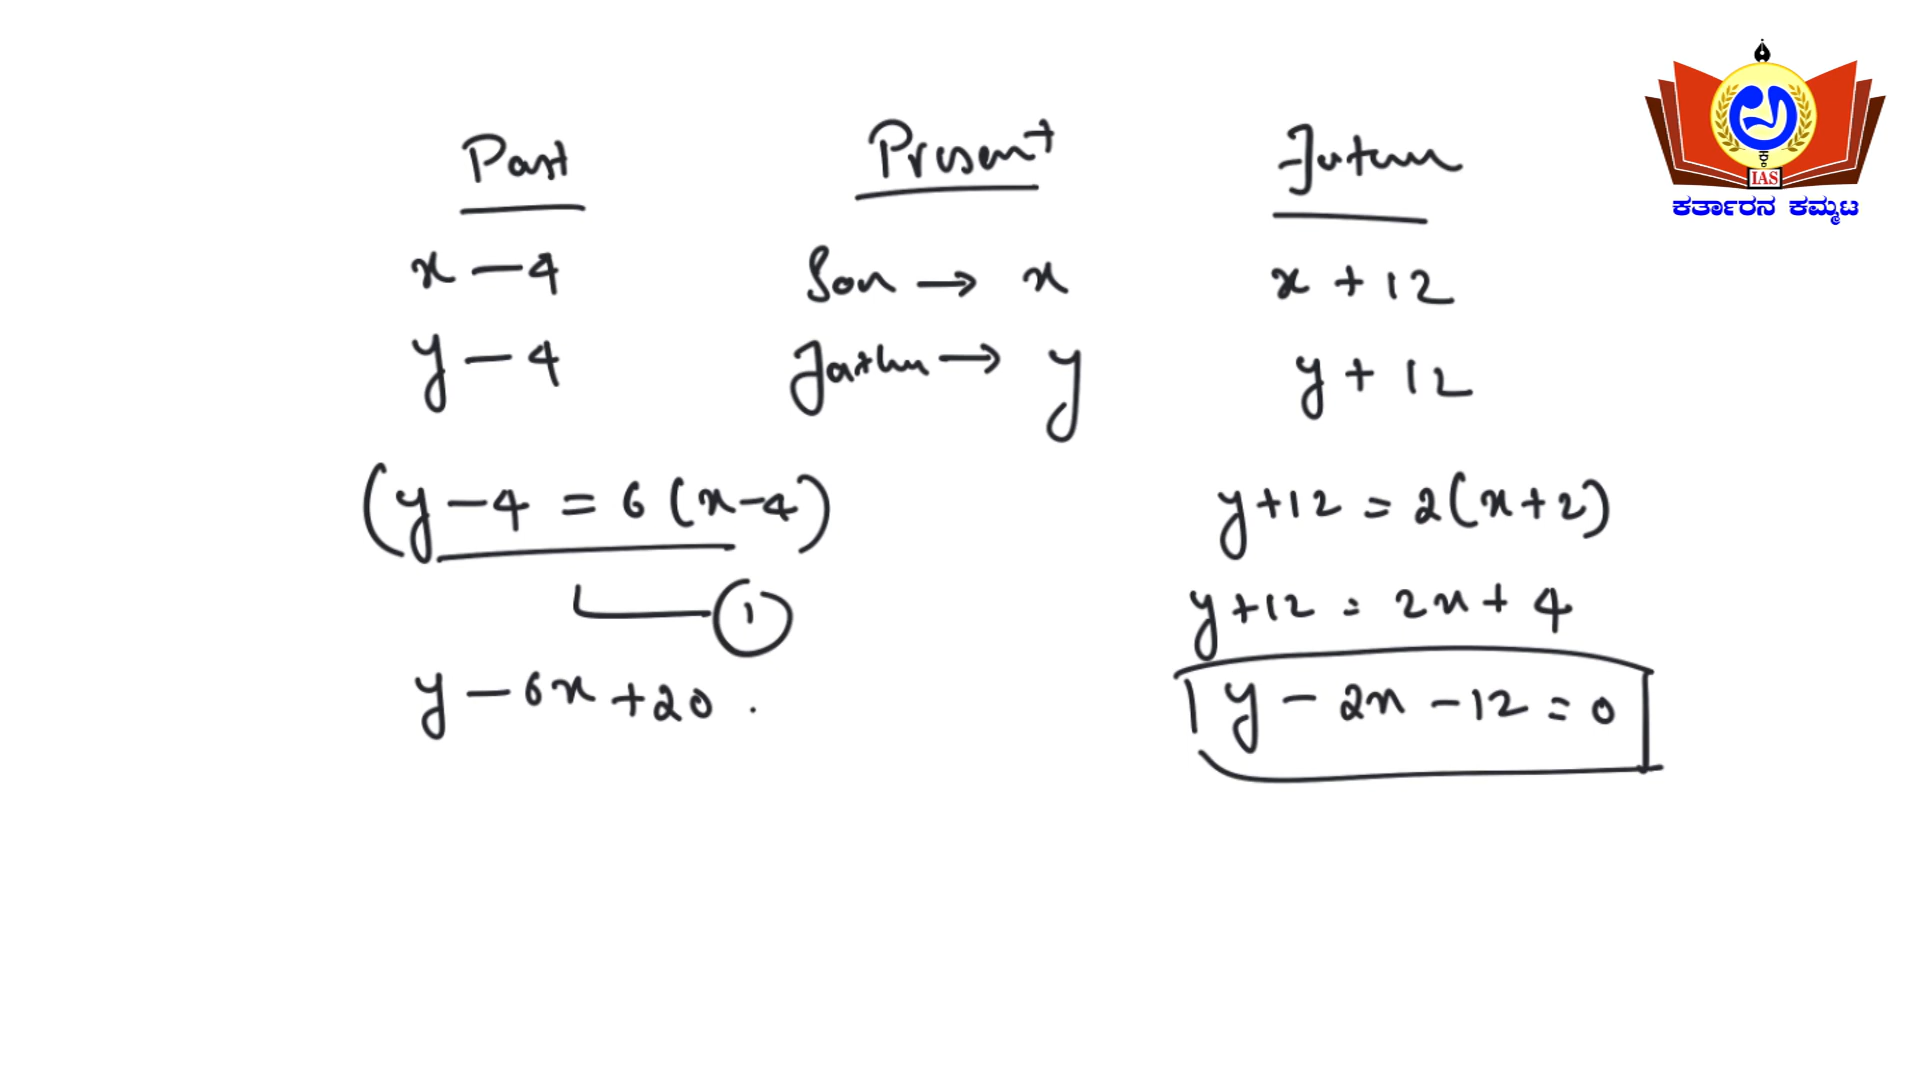 Past Present Future
x - 4 Son → x x + 12
y - 4 Father → y y + 12
(y - 4 = 6 (x - 4) y + 12 = 2 (x + 2)
1 y + 12 = 2x + 4
y - 6x + 20 . y - 2x - 12 = 0
ಅ
ಕ
IAS
ಕರ್ತಾರನ ಕಮ್ಮಟ